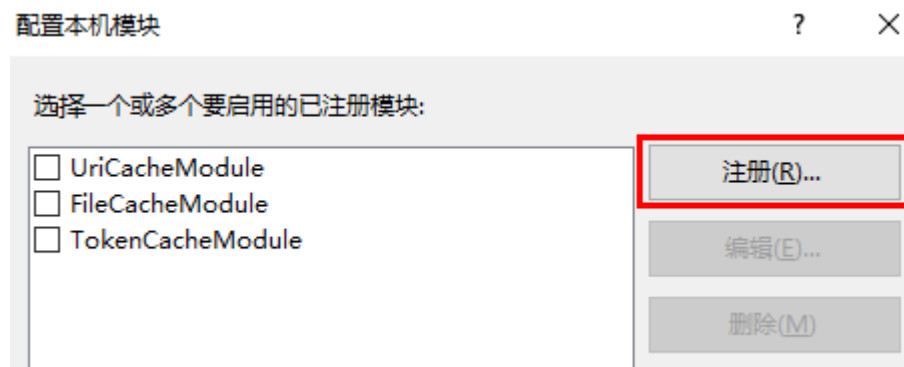 配置本机模块 ?
选择一个或多个要启用的已注册模块:
UriCacheModule
FileCacheModule
TokenCacheModule
注册(R)...
编辑(E)...
删除(M)